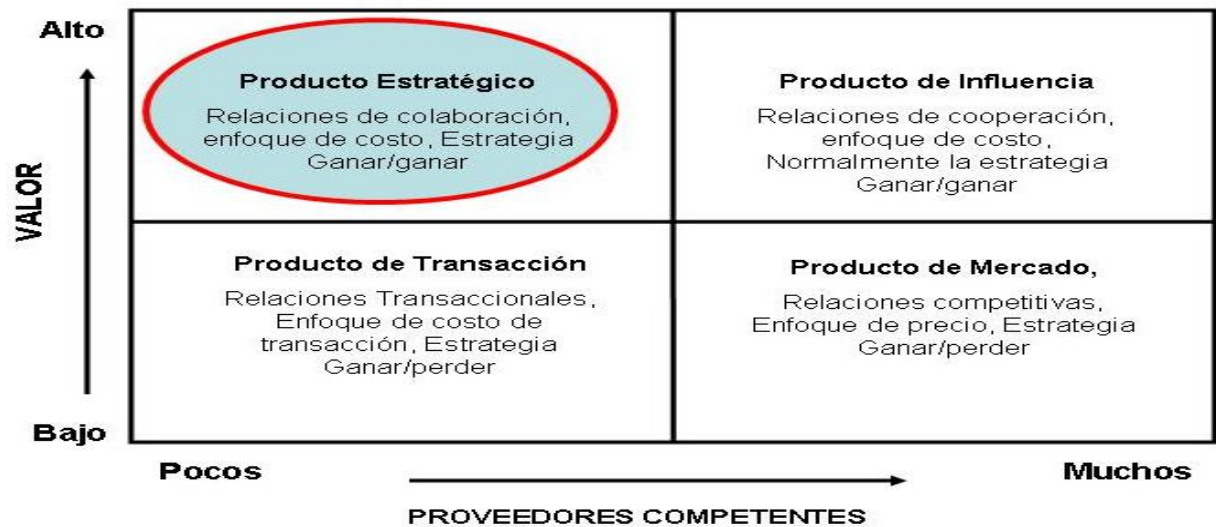 Alto
Producto Estratégico
Relaciones de colaboración,
enfoque de costo, Estrategia
Ganar/ganar
Producto de Influencia
Relaciones de cooperación,
enfoque de costo,
Normalmente la estrategia
Ganar/ganar
VALOR
Producto de Transacción
Relaciones Transaccionales,
Enfoque de costo de
transacción, Estrategia
Ganar/perder
Producto de Mercado,
Relaciones competitivas,
Enfoque de precio, Estrategia
Ganar/perder
Bajo
Pocos
Muchos
PROVEEDORES COMPETENTES